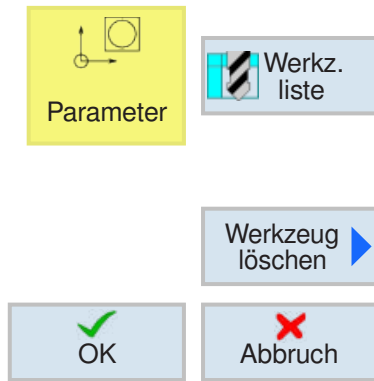 Parameter
Werkz.
liste
Werkzeug
löschen
OK
Abbruch